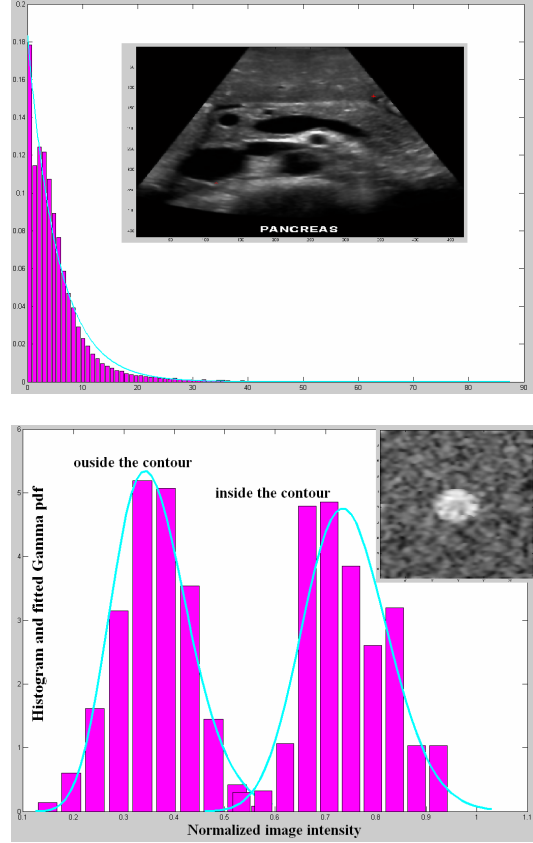 0.2
0.18
0.16
0.14
0.12
0.1
0.08
0.06
0.04
0.02
0
PANCREAS
0 10 20 30 40 50 60 70 80 90
6
5
4
3
2
1
0
ouside the contour
inside the contour
Histogram and fitted Gamma pdf
0.1 0.2 0.3 0.4 0.5 0.6 0.7 0.8 0.9 1 1.1
Normalized image intensity